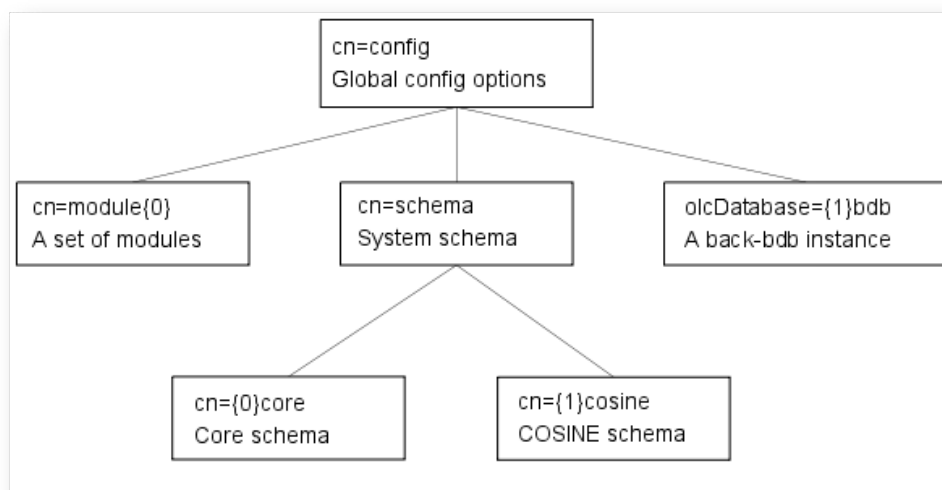 cn=config
Global config options
cn=module{0}
A set of modules
cn=schema
System schema
olcDatabase={1}bdb
A back-bdb instance
cn={0}core
Core schema
cn={1}cosine
COSINE schema